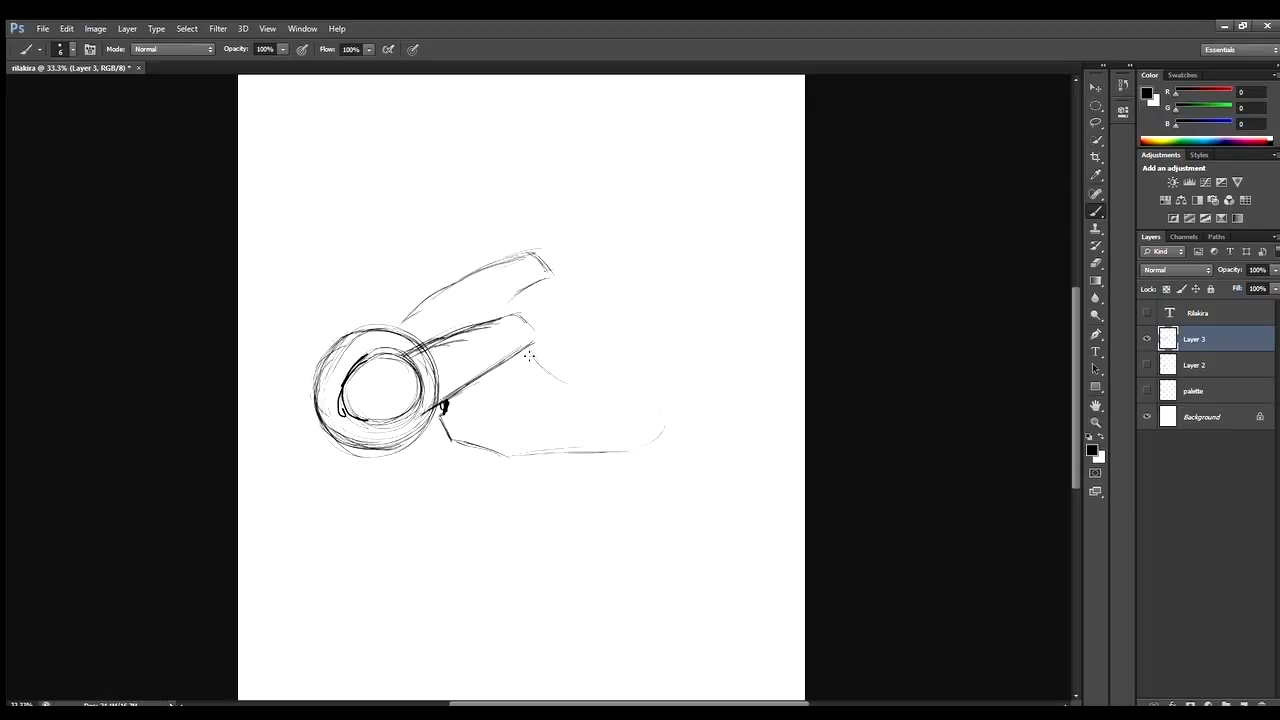 Ps File Edit Image Layer Type Select Filter 3D View Window Help
6 Mode: Normal Opacity: 100% Flow: 100% Essentials
rilakira @ 33.3% (Layer 3, RGB/8) * ×
Color Swatches
R 0
G 0
B 0
Adjustments Styles
Add an adjustment
Layers Channels Paths
Kind T
Normal Opacity: 100%
Lock: Fill: 100%
T Rilakira
Layer 3
Layer 2
palette
Background